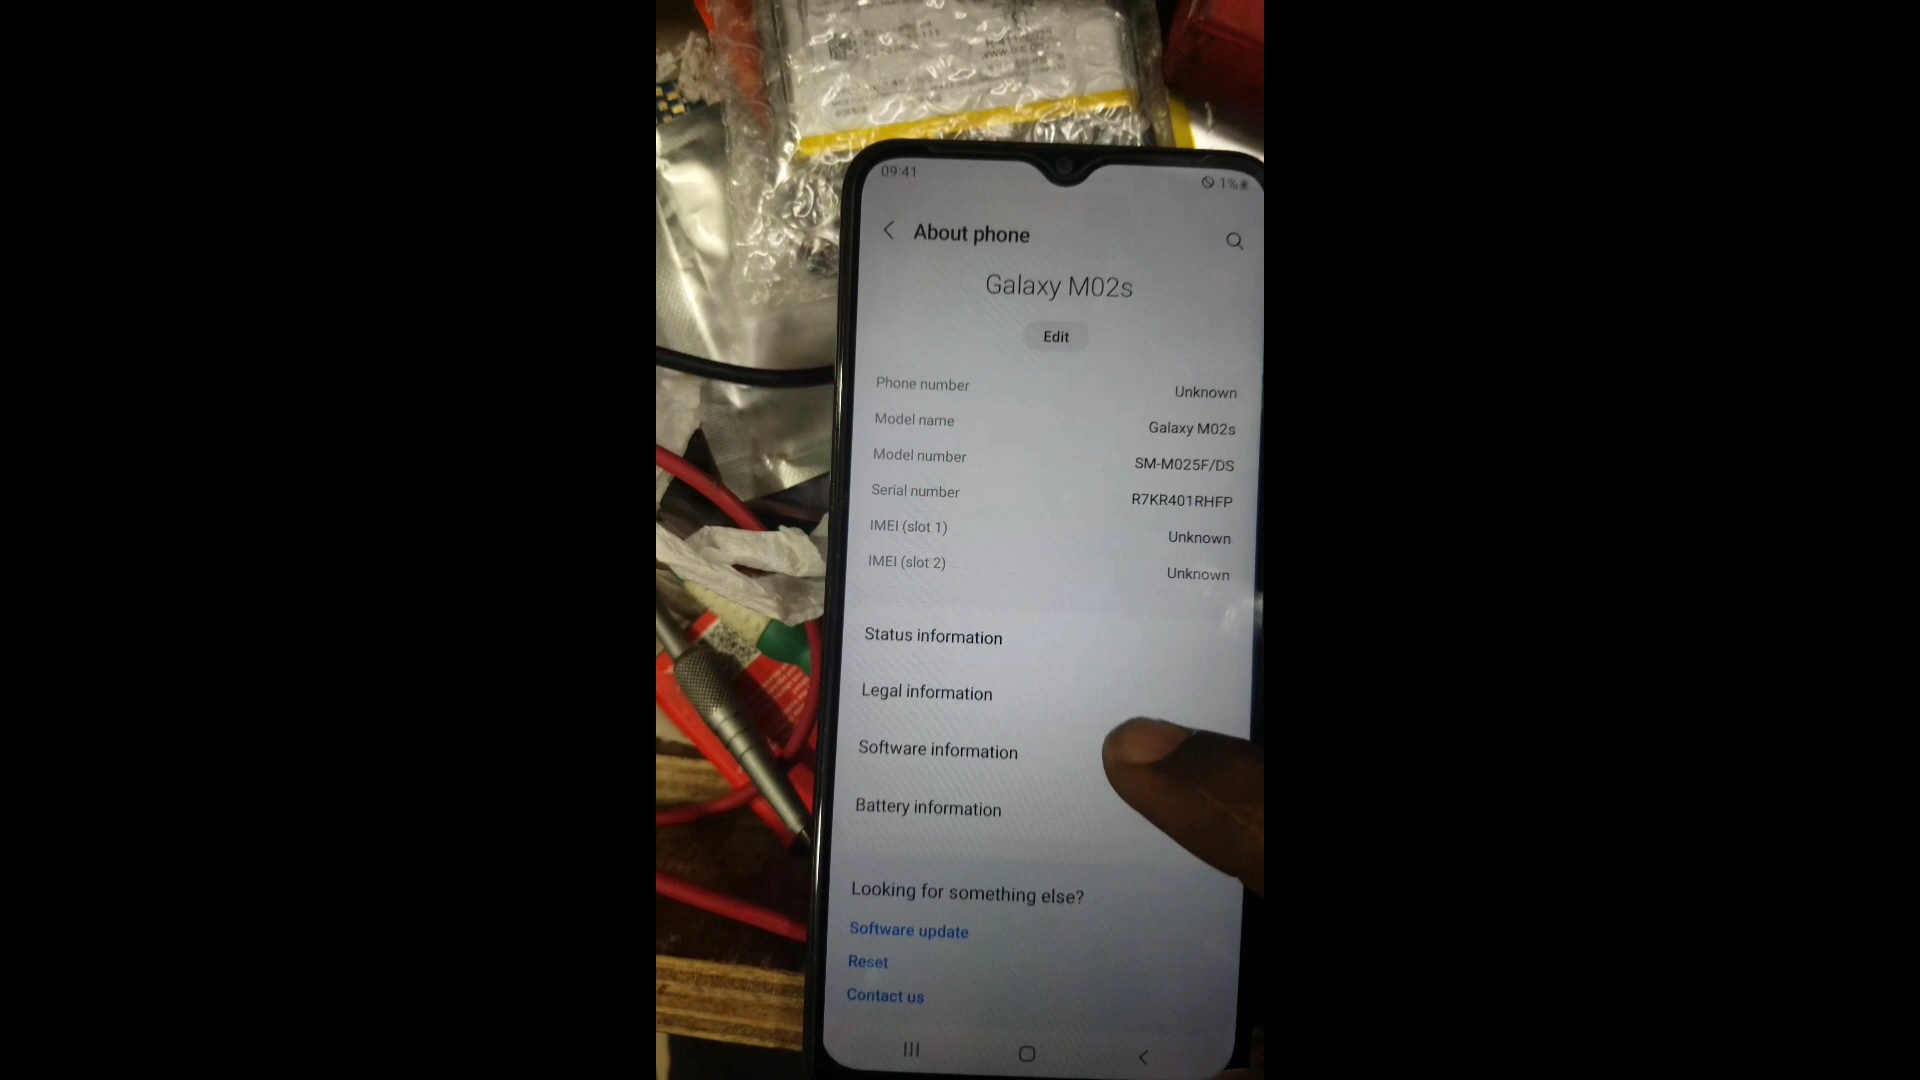 09:41
1%
About phone
Galaxy M02s
Edit
Phone number Unknown
Model name Galaxy M02s
Model number SM-M025F/DS
Serial number R7KR401RHFP
IMEI (slot 1) Unknown
IMEI (slot 2) Unknown
Status information
Legal information
Software information
Battery information
Looking for something else?
Software update
Reset
Contact us